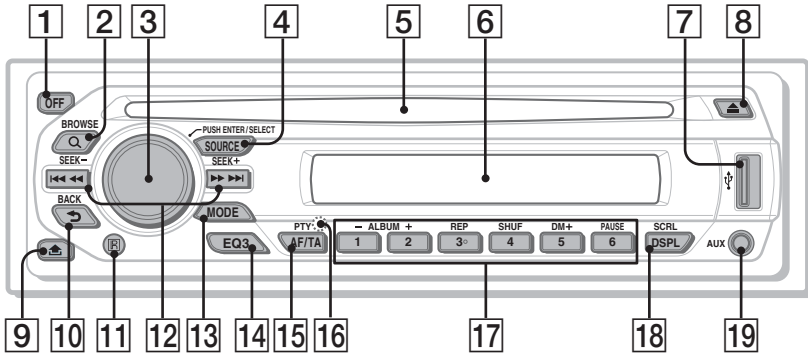 1 2 3 4 5 6 7 8
OFF
BROWSE
PUSH ENTER/SELECT
SOURCE
SEEK− SEEK+
BACK
MODE
PTY − ALBUM + REP SHUF DM+ PAUSE SCRL
EQ3 AF/TA 1 2 3 4 5 6 DSPL AUX
R
9 10 11 12 13 14 15 16 17 18 19